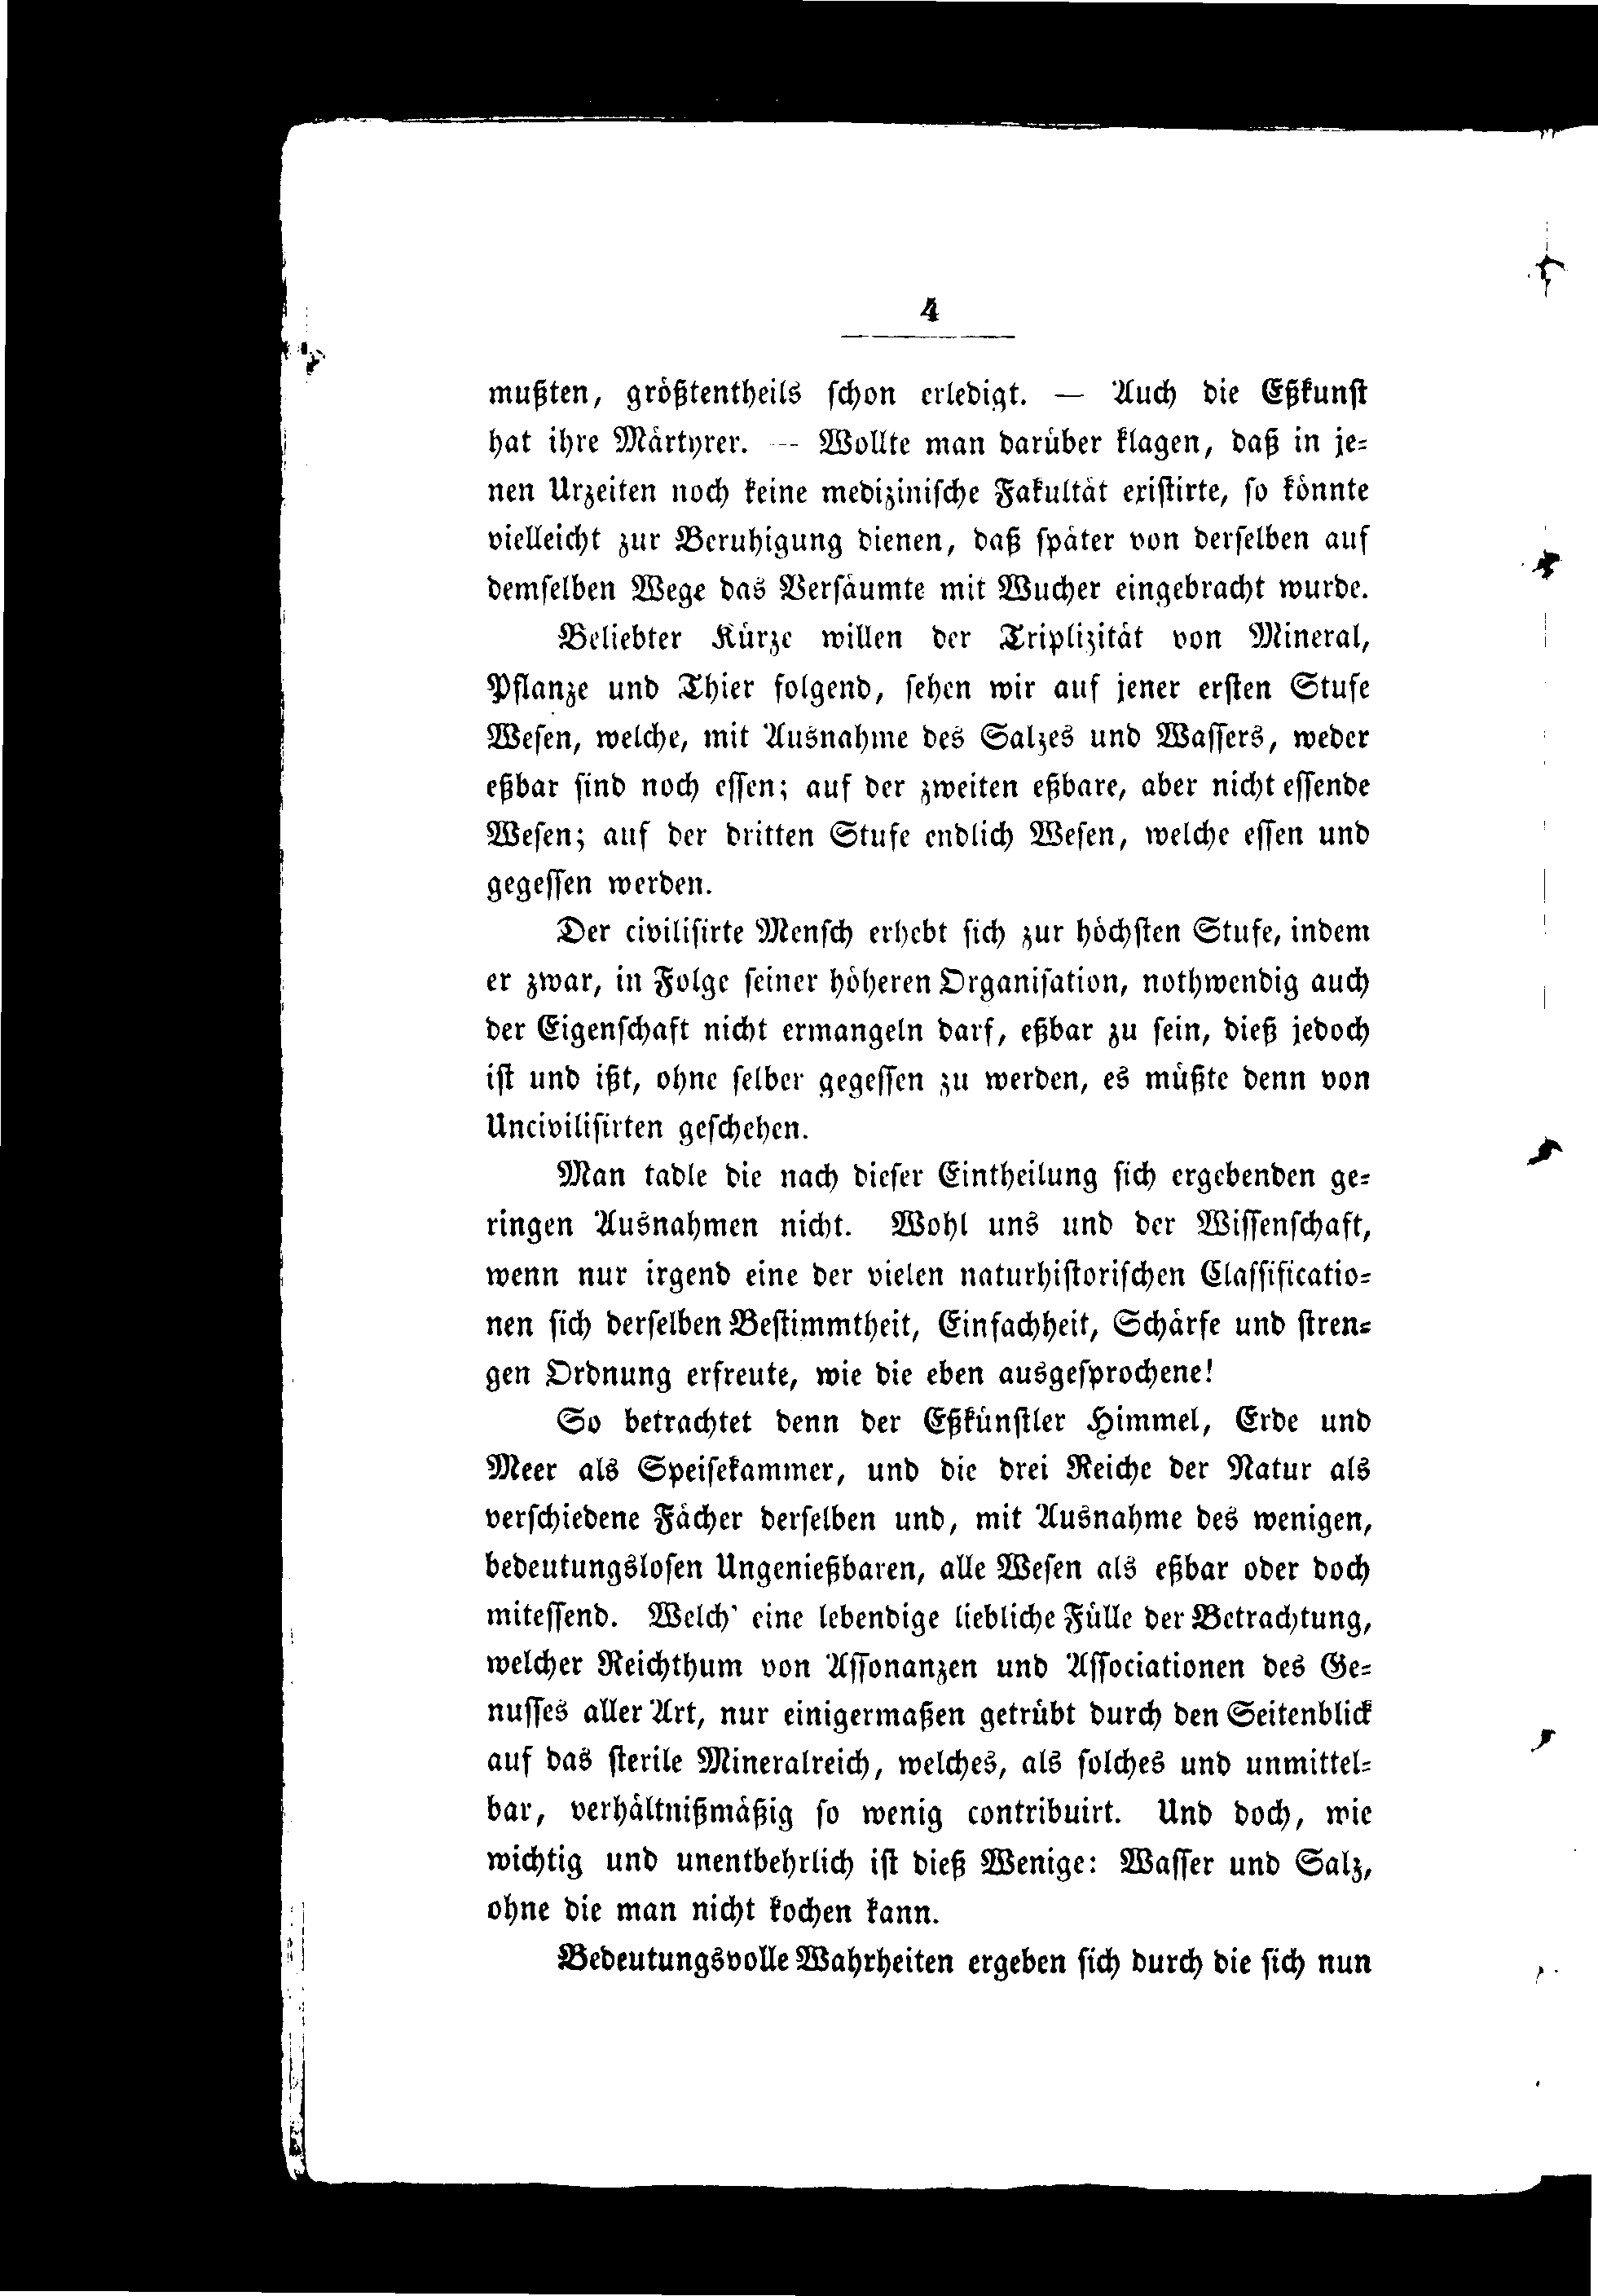 4
mußten, größtentheils schon erledigt. — Auch die Eßkunst
hat ihre Märtyrer. — Wollte man darüber klagen, daß in je-
nen Urzeiten noch keine medizinische Fakultät existirte, so könnte
vielleicht zur Beruhigung dienen, daß später von derselben auf
demselben Wege das Versäumte mit Wucher eingebracht wurde.
Beliebter Kürze willen der Triplizität von Mineral,
Pflanze und Thier folgend, sehen wir auf jener ersten Stufe
Wesen, welche, mit Ausnahme des Salzes und Wassers, weder
eßbar sind noch essen; auf der zweiten eßbare, aber nicht essende
Wesen; auf der dritten Stufe endlich Wesen, welche essen und
gegessen werden.
Der civilisirte Mensch erhebt sich zur höchsten Stufe, indem
er zwar, in Folge seiner höheren Organisation, nothwendig auch
der Eigenschaft nicht ermangeln darf, eßbar zu sein, dieß jedoch
ist und ißt, ohne selber gegessen zu werden, es müßte denn von
Uncivilisirten geschehen.
Man tadle die nach dieser Eintheilung sich ergebenden ge-
ringen Ausnahmen nicht. Wohl uns und der Wissenschaft,
wenn nur irgend eine der vielen naturhistorischen Classificatio-
nen sich derselben Bestimmtheit, Einfachheit, Schärfe und stren-
gen Ordnung erfreute, wie die eben ausgesprochene!
So betrachtet denn der Eßkünstler Himmel, Erde und
Meer als Speisekammer, und die drei Reiche der Natur als
verschiedene Fächer derselben und, mit Ausnahme des wenigen,
bedeutungslosen Ungenießbaren, alle Wesen als eßbar oder doch
mitessend. Welch' eine lebendige liebliche Fülle der Betrachtung,
welcher Reichthum von Assonanzen und Associationen des Ge-
nusses aller Art, nur einigermaßen getrübt durch den Seitenblick
auf das sterile Mineralreich, welches, als solches und unmittel-
bar, verhältnißmäßig so wenig contribuirt. Und doch, wie
wichtig und unentbehrlich ist dieß Wenige: Wasser und Salz,
ohne die man nicht kochen kann.
Bedeutungsvolle Wahrheiten ergeben sich durch die sich nun